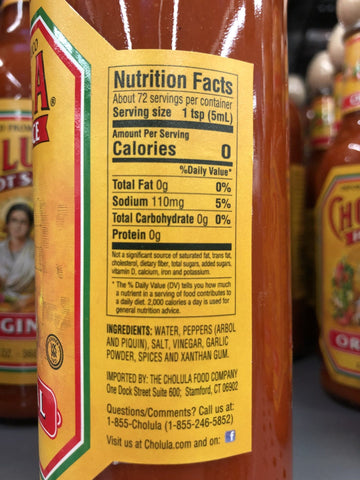 Nutrition Facts
About 72 servings per container
Serving size 1 tsp (5mL)
Amount Per Serving
Calories 0
%Daily Value*
Total Fat 0g 0%
Sodium 110mg 5%
Total Carbohydrate 0g 0%
Protein 0g
Not a significant source of saturated fat, trans fat,
cholesterol, dietary fiber, total sugars, added sugars,
vitamin D, calcium, iron and potassium.
* The % Daily Value (DV) tells you how much
a nutrient in a serving of food contributes to
a daily diet. 2,000 calories a day is used for
general nutrition advice.
INGREDIENTS: WATER, PEPPERS (ARBOL
AND PIQUIN), SALT, VINEGAR, GARLIC
POWDER, SPICES AND XANTHAN GUM.
IMPORTED BY: THE CHOLULA FOOD COMPANY
One Dock Street Suite 600; Stamford, CT 06902
Questions/Comments? Call us at:
1-855-Cholula (1-855-246-5852)
Visit us at Cholula.com and on: f